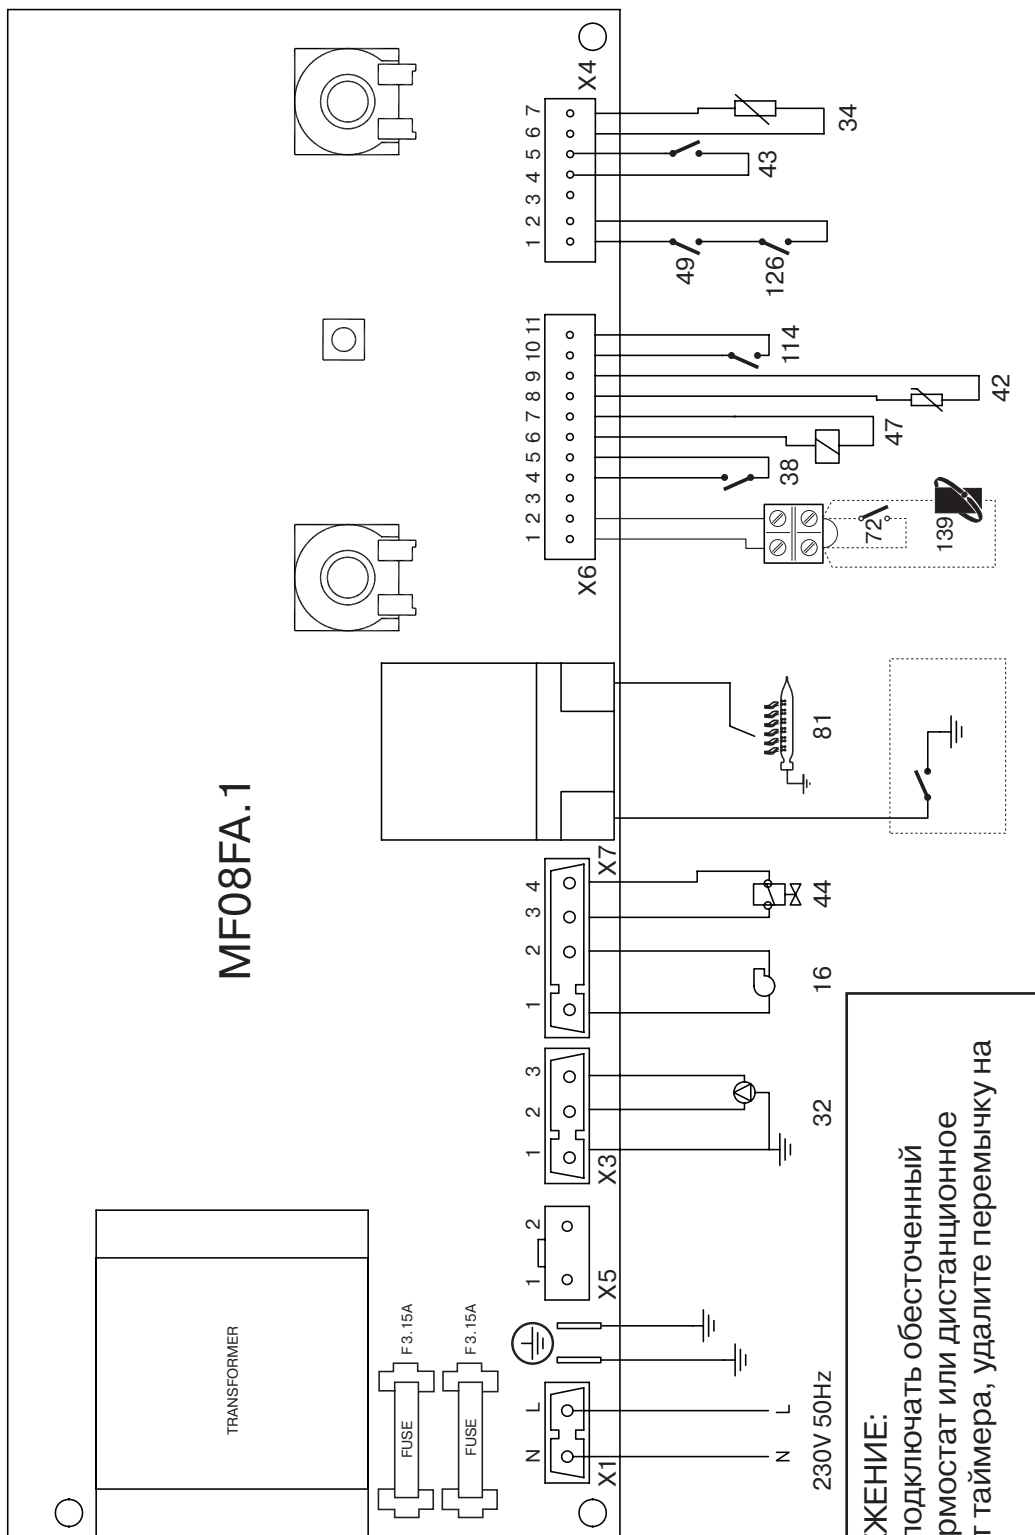 TRANSFORMER
MF08FA.1
FUSE F 3.15A
FUSE F 3.15A
N L 1 2 1 2 3 1 2 3 4 1 2 3 4 5 6 7 8 9 10 11 1 2 3 4 5 6 7
X1 X5 X3 X7 X6 X4
49
43
34
126
38
114
47
42
72
139
N L
230V 50Hz
32
16
44
81
ЖЕНИЕ:
подключать обесточенный
рмостат или дистанционное
т таймера, удалите перемычку на